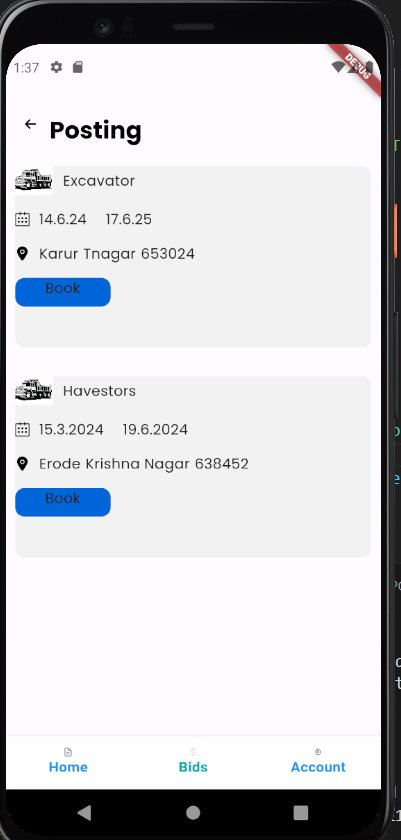 1:37
DEBUG
Posting
Excavator
14.6.24 17.6.25
Karur Tnagar 653024
Book
Havestors
15.3.2024 19.6.2024
Erode Krishna Nagar 638452
Book
Home Bids Account